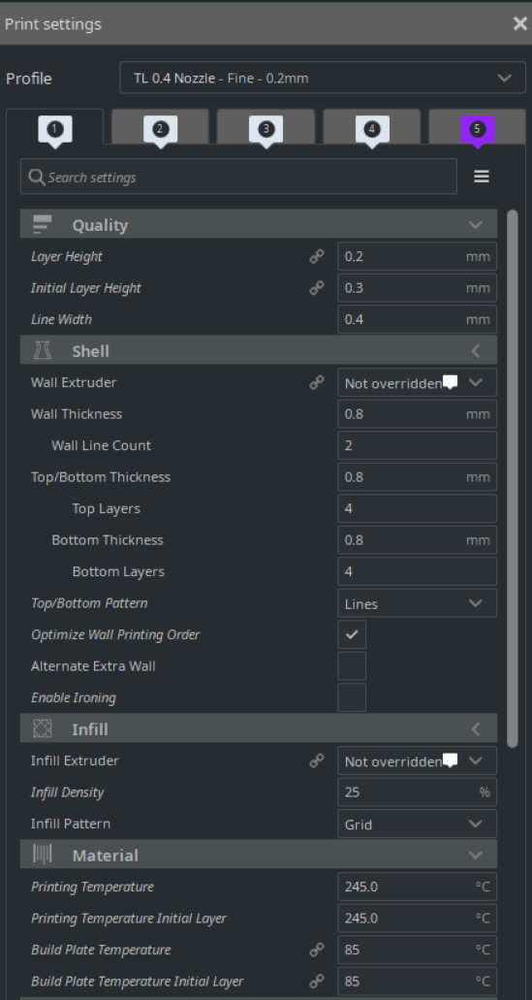 Print settings
Profile TL 0.4 Nozzle - Fine - 0.2mm
1 2 3 4 5
Search settings
Quality
Layer Height 0.2 mm
Initial Layer Height 0.3 mm
Line Width 0.4 mm
Shell
Wall Extruder Not overridden
Wall Thickness 0.8 mm
Wall Line Count 2
Top/Bottom Thickness 0.8 mm
Top Layers 4
Bottom Thickness 0.8 mm
Bottom Layers 4
Top/Bottom Pattern Lines
Optimize Wall Printing Order
Alternate Extra Wall
Enable Ironing
Infill
Infill Extruder Not overridden
Infill Density 25 %
Infill Pattern Grid
Material
Printing Temperature 245.0 °C
Printing Temperature Initial Layer 245.0 °C
Build Plate Temperature 85 °C
Build Plate Temperature Initial Layer 85 °C